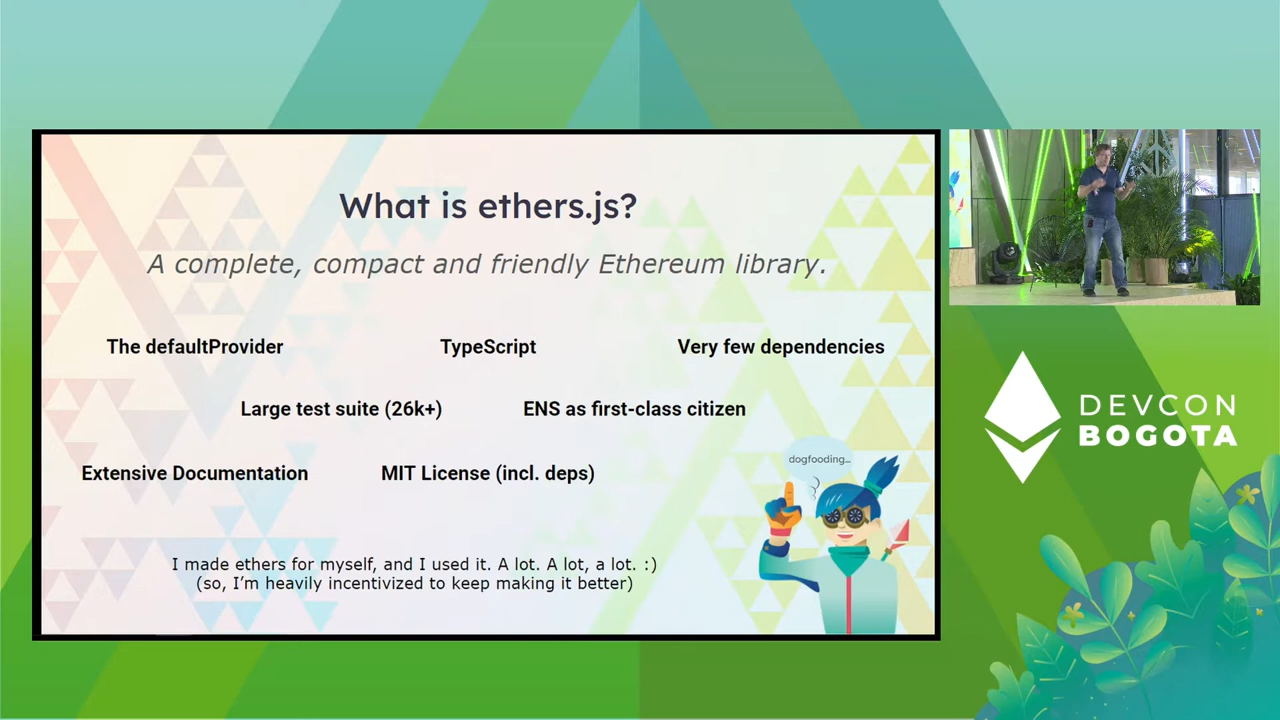 What is ethers.js?
A complete, compact and friendly Ethereum library.
The defaultProvider
TypeScript
Very few dependencies
Large test suite (26k+)
ENS as first-class citizen
Extensive Documentation
MIT License (incl. deps)
dogfooding...
I made ethers for myself, and I used it. A lot. A lot, a lot. :)
(so, I'm heavily incentivized to keep making it better)
DEVCON
BOGOTA